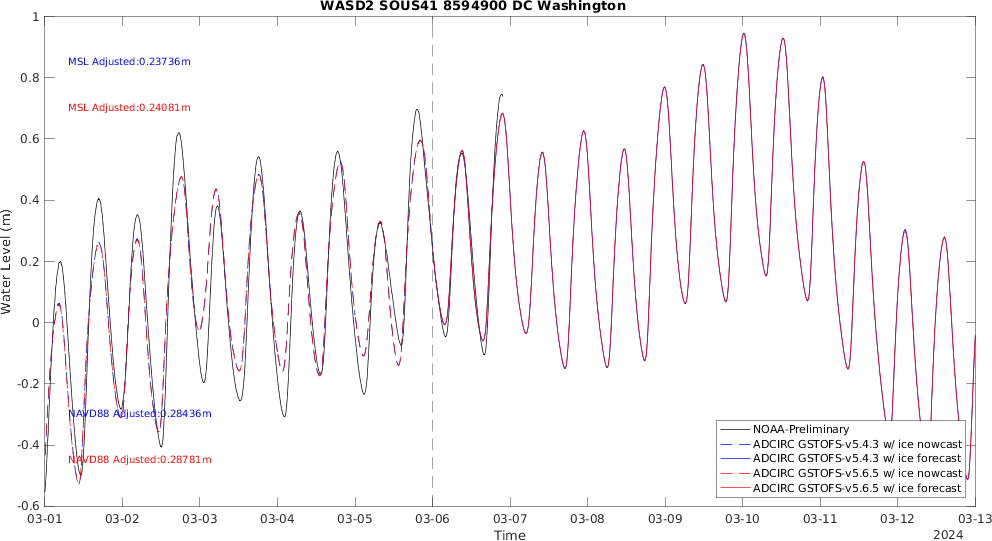 WASD2 SOUS41 8594900 DC Washington
MSL Adjusted:0.23736m
MSL Adjusted:0.24081m
NAVD88 Adjusted:0.28436m
NAVD88 Adjusted:0.28781m
Water Level (m)
1
0.8
0.6
0.4
0.2
0
-0.2
-0.4
-0.6
NOAA-Preliminary
ADCIRC GSTOFS-v5.4.3 w/ ice nowcast
ADCIRC GSTOFS-v5.4.3 w/ ice forecast
ADCIRC GSTOFS-v5.6.5 w/ ice nowcast
ADCIRC GSTOFS-v5.6.5 w/ ice forecast
03-01 03-02 03-03 03-04 03-05 03-06 03-07 03-08 03-09 03-10 03-11 03-12 03-13
Time
2024